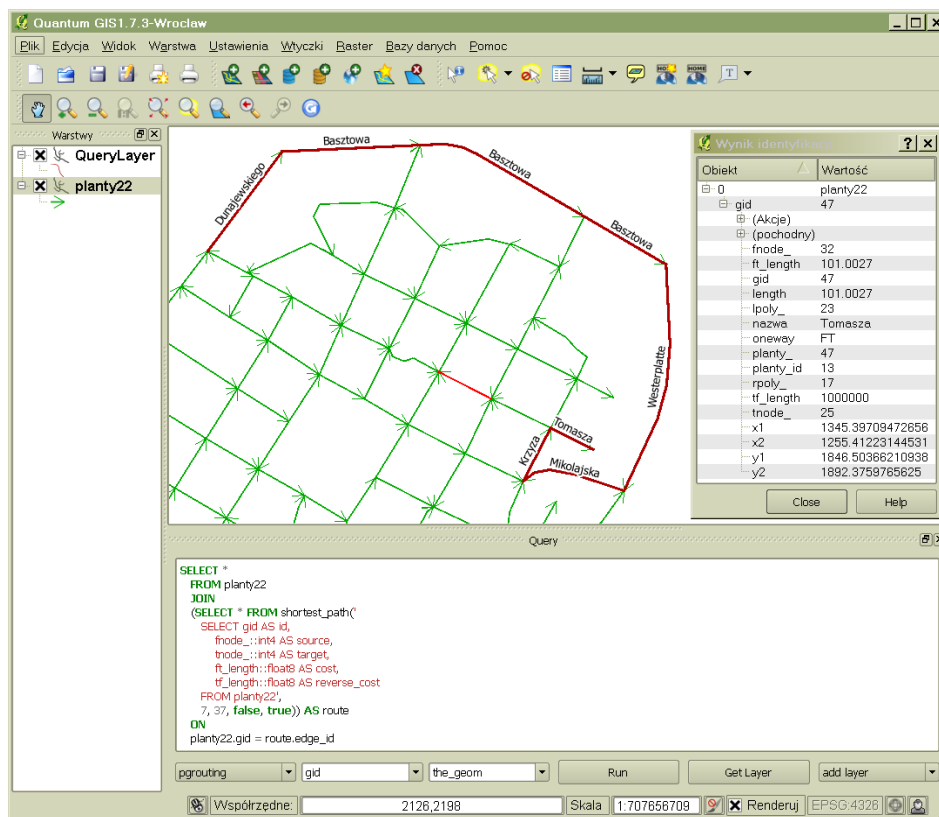 Quantum GIS1.7.3-Wroclaw
Plik Edycja Widok Warstwa Ustawienia Wtyczki Raster Bazy danych Pomoc
Warstwy
QueryLayer
planty22
Basztowa
Dunajewskiego
Basztowa
Basztowa
Westerplatte
Tomasza
Krzyza
Mikolajska
Wynik identyfik
Obiekt Wartość
0 planty22
gid 47
(Akcje)
(pochodny)
fnode_ 32
ft_length 101.0027
gid 47
length 101.0027
lpoly_ 23
nazwa Tomasza
oneway FT
planty_ 47
planty_id 13
rpoly_ 17
tf_length 1000000
tnode_ 25
x1 1345.39709472656
x2 1255.41223144531
y1 1846.50366210938
y2 1892.3759765625
Close Help
Query
SELECT *
FROM planty22
JOIN
(SELECT * FROM shortest_path('
SELECT gid AS id,
fnode_::int4 AS source,
tnode_::int4 AS target,
ft_length::float8 AS cost,
tf_length::float8 AS reverse_cost
FROM planty22',
7, 37, false, true)) AS route
ON
planty22.gid = route.edge_id
pgrouting gid the_geom Run Get Layer add layer
Współrzędne: 2126,2198 Skala 1:707656709 Renderuj EPSG:4326